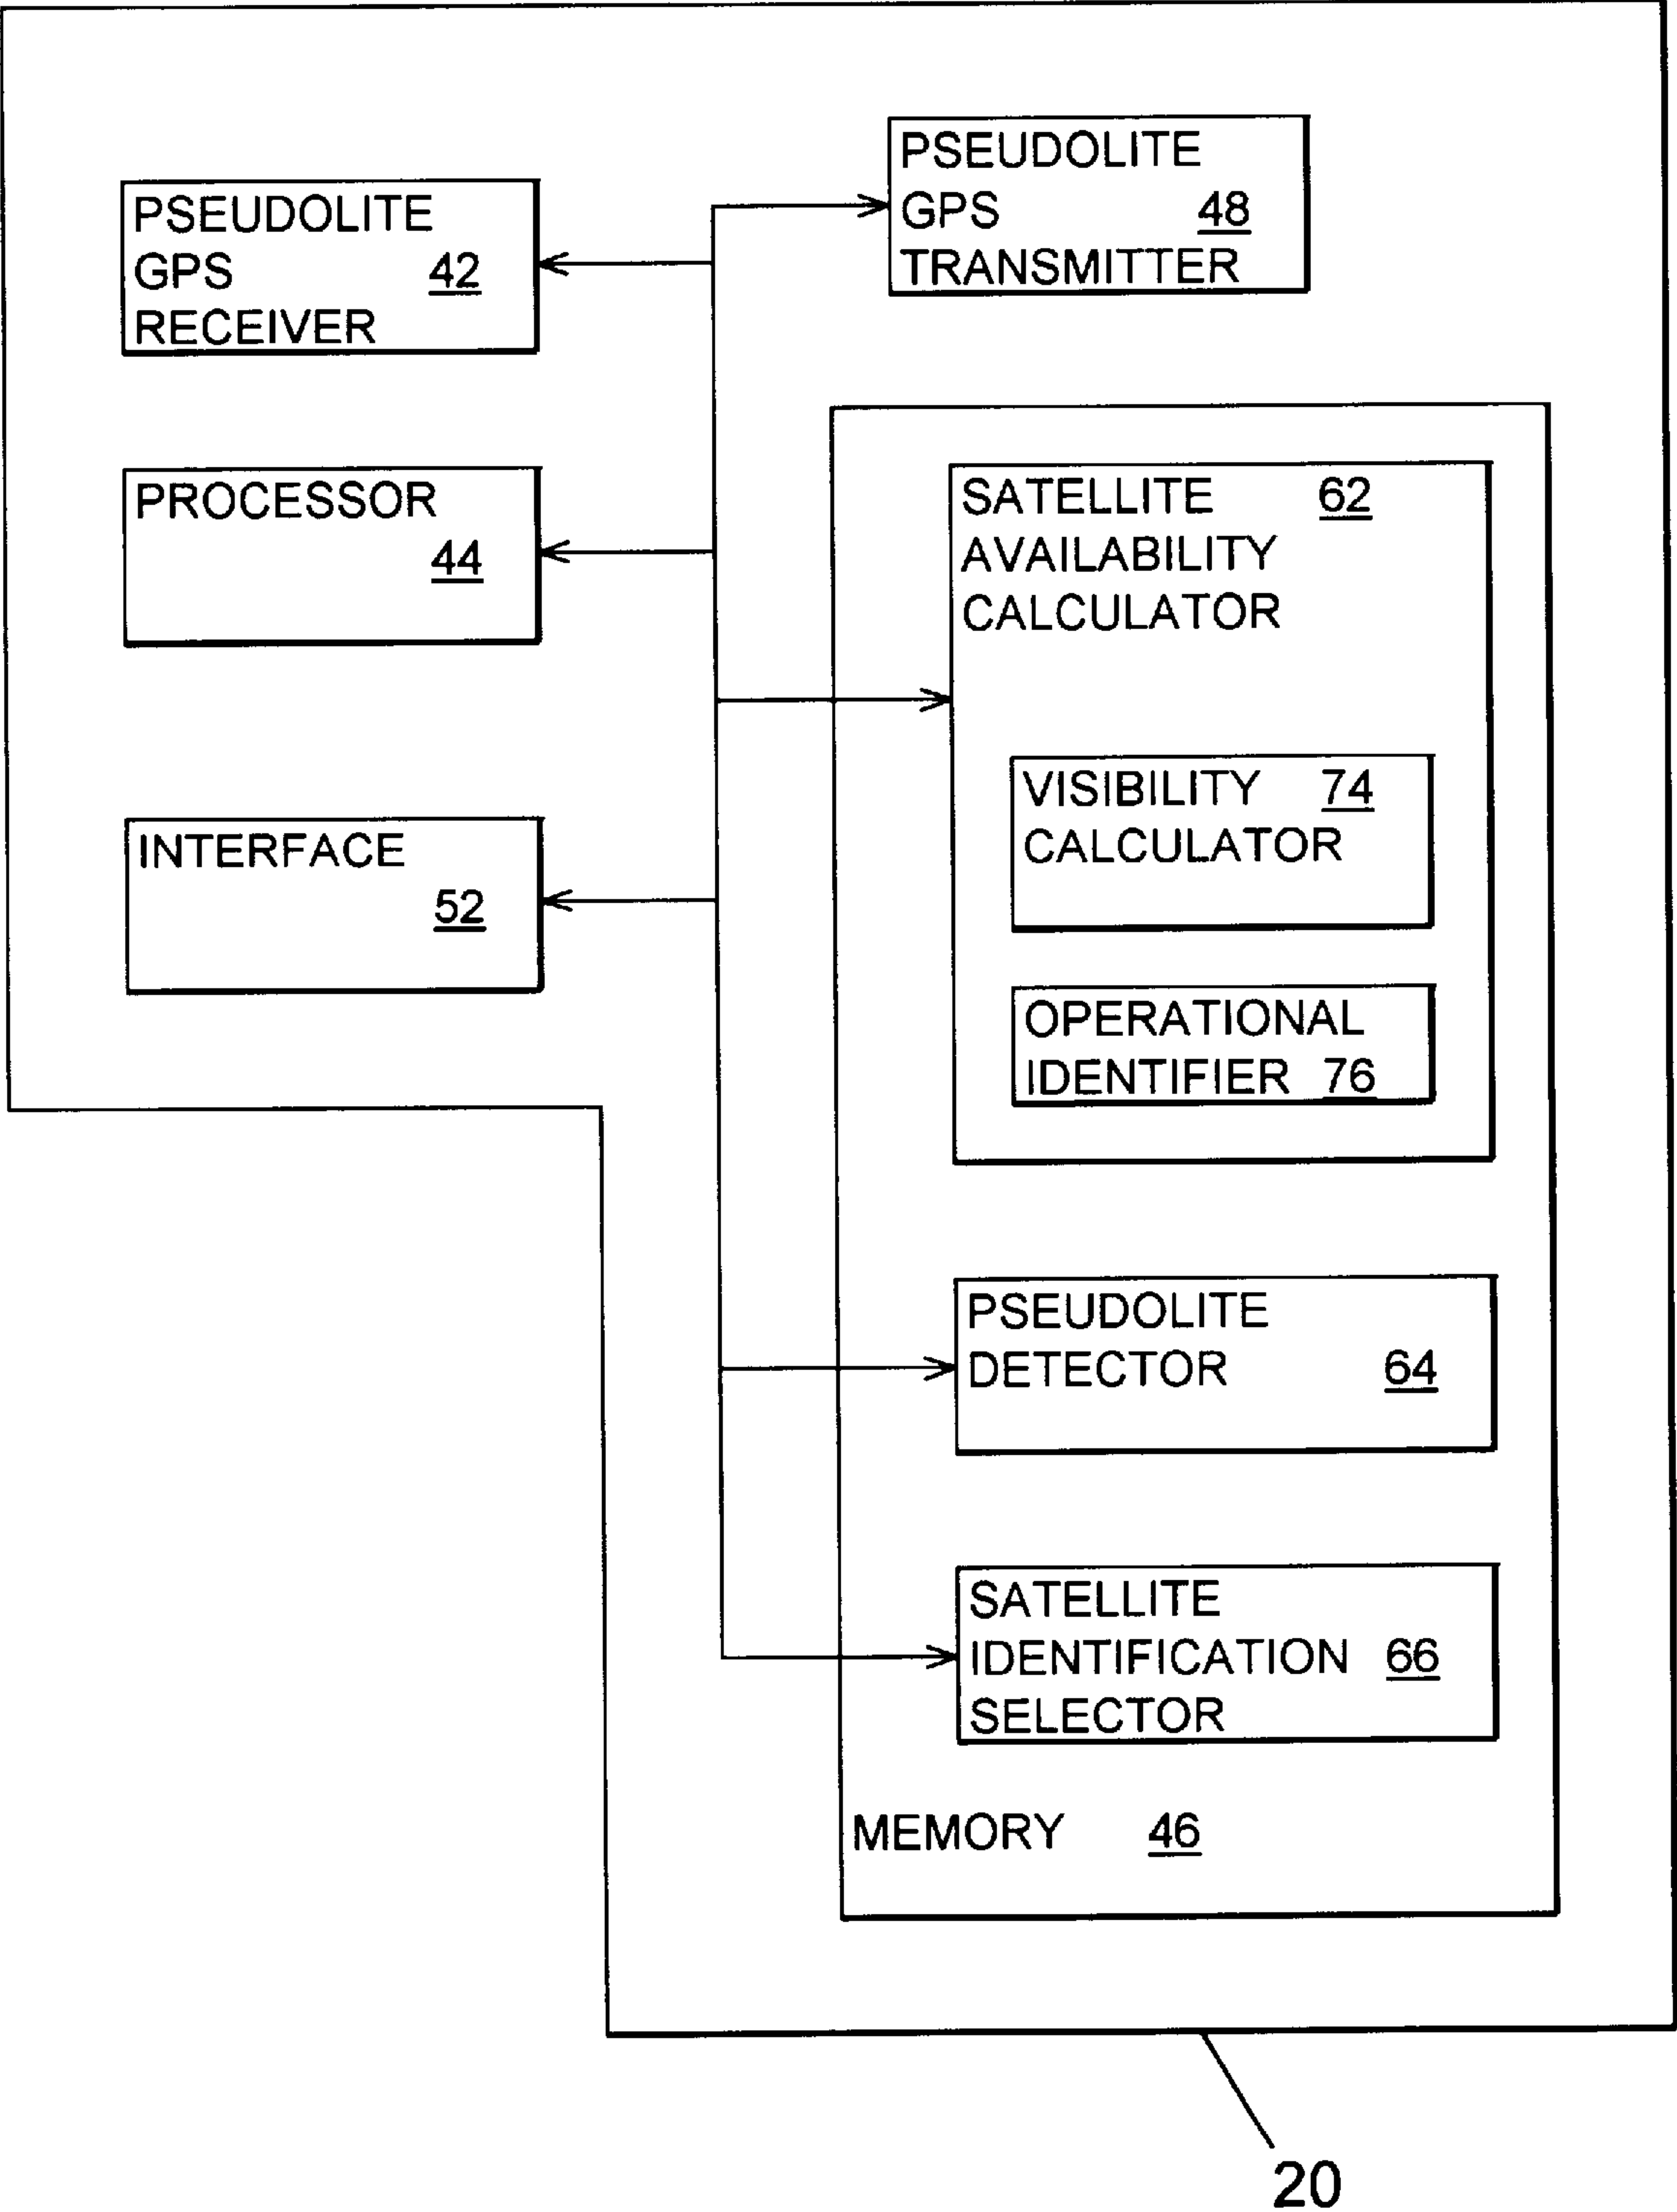 PSEUDOLITE
GPS 48
TRANSMITTER
PSEUDOLITE
GPS 42
RECEIVER
PROCESSOR
44
INTERFACE
52
SATELLITE 62
AVAILABILITY
CALCULATOR
VISIBILITY 74
CALCULATOR
OPERATIONAL
IDENTIFIER 76
PSEUDOLITE
DETECTOR 64
SATELLITE
IDENTIFICATION 66
SELECTOR
MEMORY 46
20